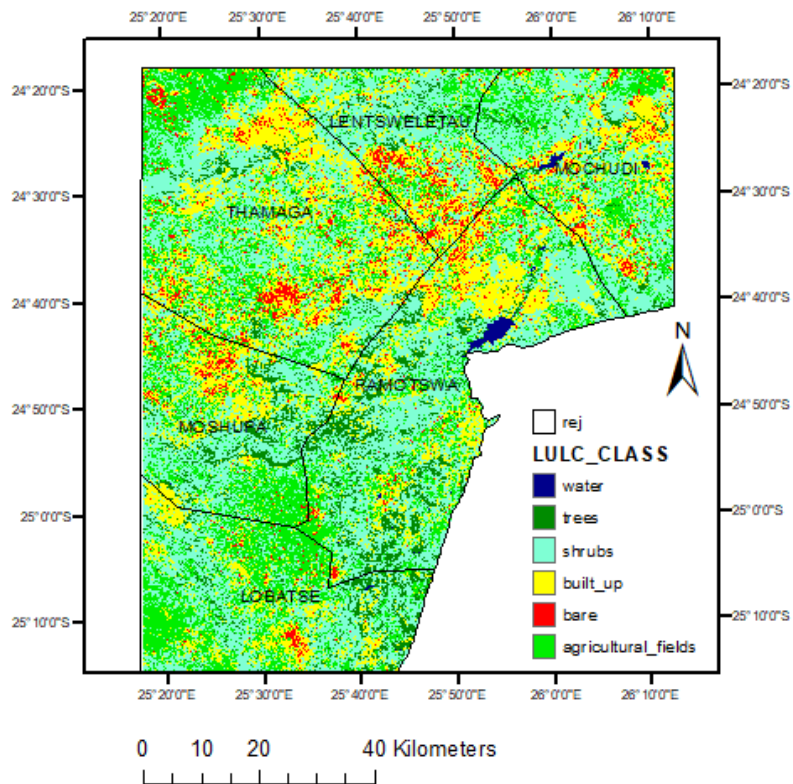 25°20'0"E 25°30'0"E 25°40'0"E 25°50'0"E 26°0'0"E 26°10'0"E
24°20'0"S
24°20'0"S
LENTSWELETAU
MOCHUDI
24°30'0"S
24°30'0"S
THAMAGA
24°40'0"S
24°40'0"S
N
RAMOTSWA
24°50'0"S
24°50'0"S
MOSHUPA
rej
LULC_CLASS
water
trees
shrubs
built_up
bare
agricultural_fields
25°0'0"S
25°0'0"S
LOBATSE
25°10'0"S
25°10'0"S
25°20'0"E 25°30'0"E 25°40'0"E 25°50'0"E 26°0'0"E 26°10'0"E
0 10 20 40 Kilometers